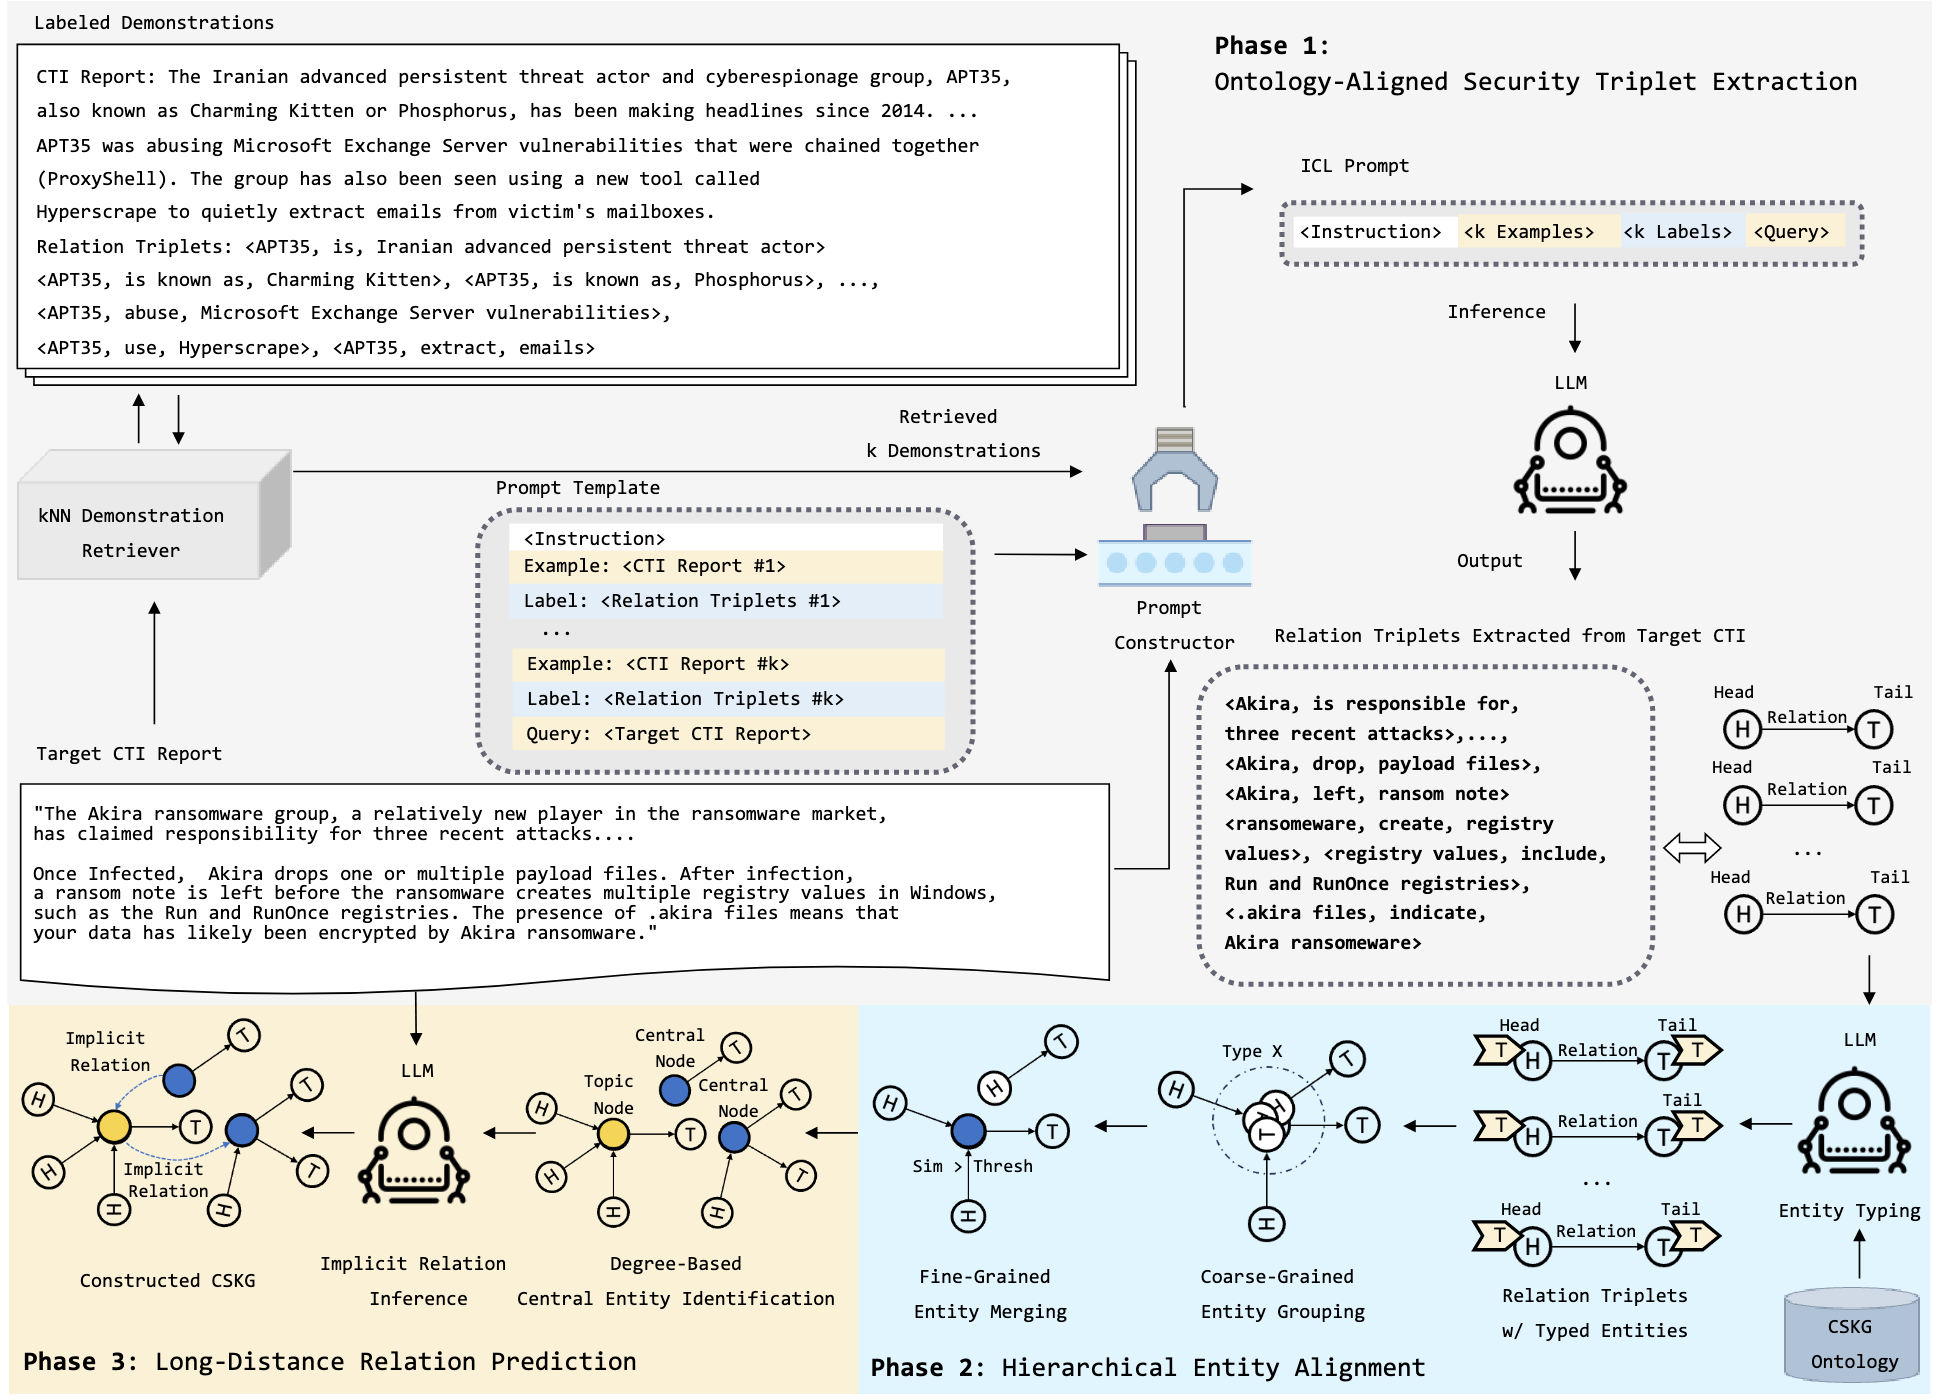 Labeled Demonstrations
CTI Report: The Iranian advanced persistent threat actor and cyberespionage group, APT35,
also known as Charming Kitten or Phosphorus, has been making headlines since 2014. ...
APT35 was abusing Microsoft Exchange Server vulnerabilities that were chained together
(ProxyShell). The group has also been seen using a new tool called
Hyperscrape to quietly extract emails from victim's mailboxes.
Relation Triplets: <APT35, is, Iranian advanced persistent threat actor>
<APT35, is known as, Charming Kitten>, <APT35, is known as, Phosphorus>, ...,
<APT35, abuse, Microsoft Exchange Server vulnerabilities>,
<APT35, use, Hyperscrape>, <APT35, extract, emails>
Phase 1:
Ontology-Aligned Security Triplet Extraction
ICL Prompt
<Instruction> <k Examples> <k Labels> <Query>
Inference
LLM
Output
Retrieved
k Demonstrations
kNN Demonstration
Retriever
Prompt Template
<Instruction>
Example: <CTI Report #1>
Label: <Relation Triplets #1>
...
Example: <CTI Report #k>
Label: <Relation Triplets #k>
Query: <Target CTI Report>
Prompt
Constructor
Target CTI Report
"The Akira ransomware group, a relatively new player in the ransomware market,
has claimed responsibility for three recent attacks....
Once Infected, Akira drops one or multiple payload files. After infection,
a ransom note is left before the ransomware creates multiple registry values in Windows,
such as the Run and RunOnce registries. The presence of .akira files means that
your data has likely been encrypted by Akira ransomware."
Relation Triplets Extracted from Target CTI
<Akira, is responsible for,
three recent attacks>,...,
<Akira, drop, payload files>,
<Akira, left, ransom note>
<ransomeware, create, registry
values>, <registry values, include,
Run and RunOnce registries>,
<.akira files, indicate,
Akira ransomeware>
Head Tail
H Relation T
Head Tail
H Relation T
...
Head Tail
H Relation T
LLM
Entity Typing
CSKG
Ontology
Head Tail
T H Relation T T
Tail
T H Relation T T
...
Head Tail
T H Relation T T
Relation Triplets
w/ Typed Entities
Type X
H T
H T
T
H
Coarse-Grained
Entity Grouping
T
H
H
T
Sim > Thresh
H
Fine-Grained
Entity Merging
Phase 2: Hierarchical Entity Alignment
Central
Node
T
Topic
Node
Central
Node
H
T
T
H
T
H
H
Degree-Based
Central Entity Identification
LLM
Implicit Relation
Inference
Implicit
Relation
T
H
T
T
H
Implicit
Relation
T
H
H
Constructed CSKG
Phase 3: Long-Distance Relation Prediction